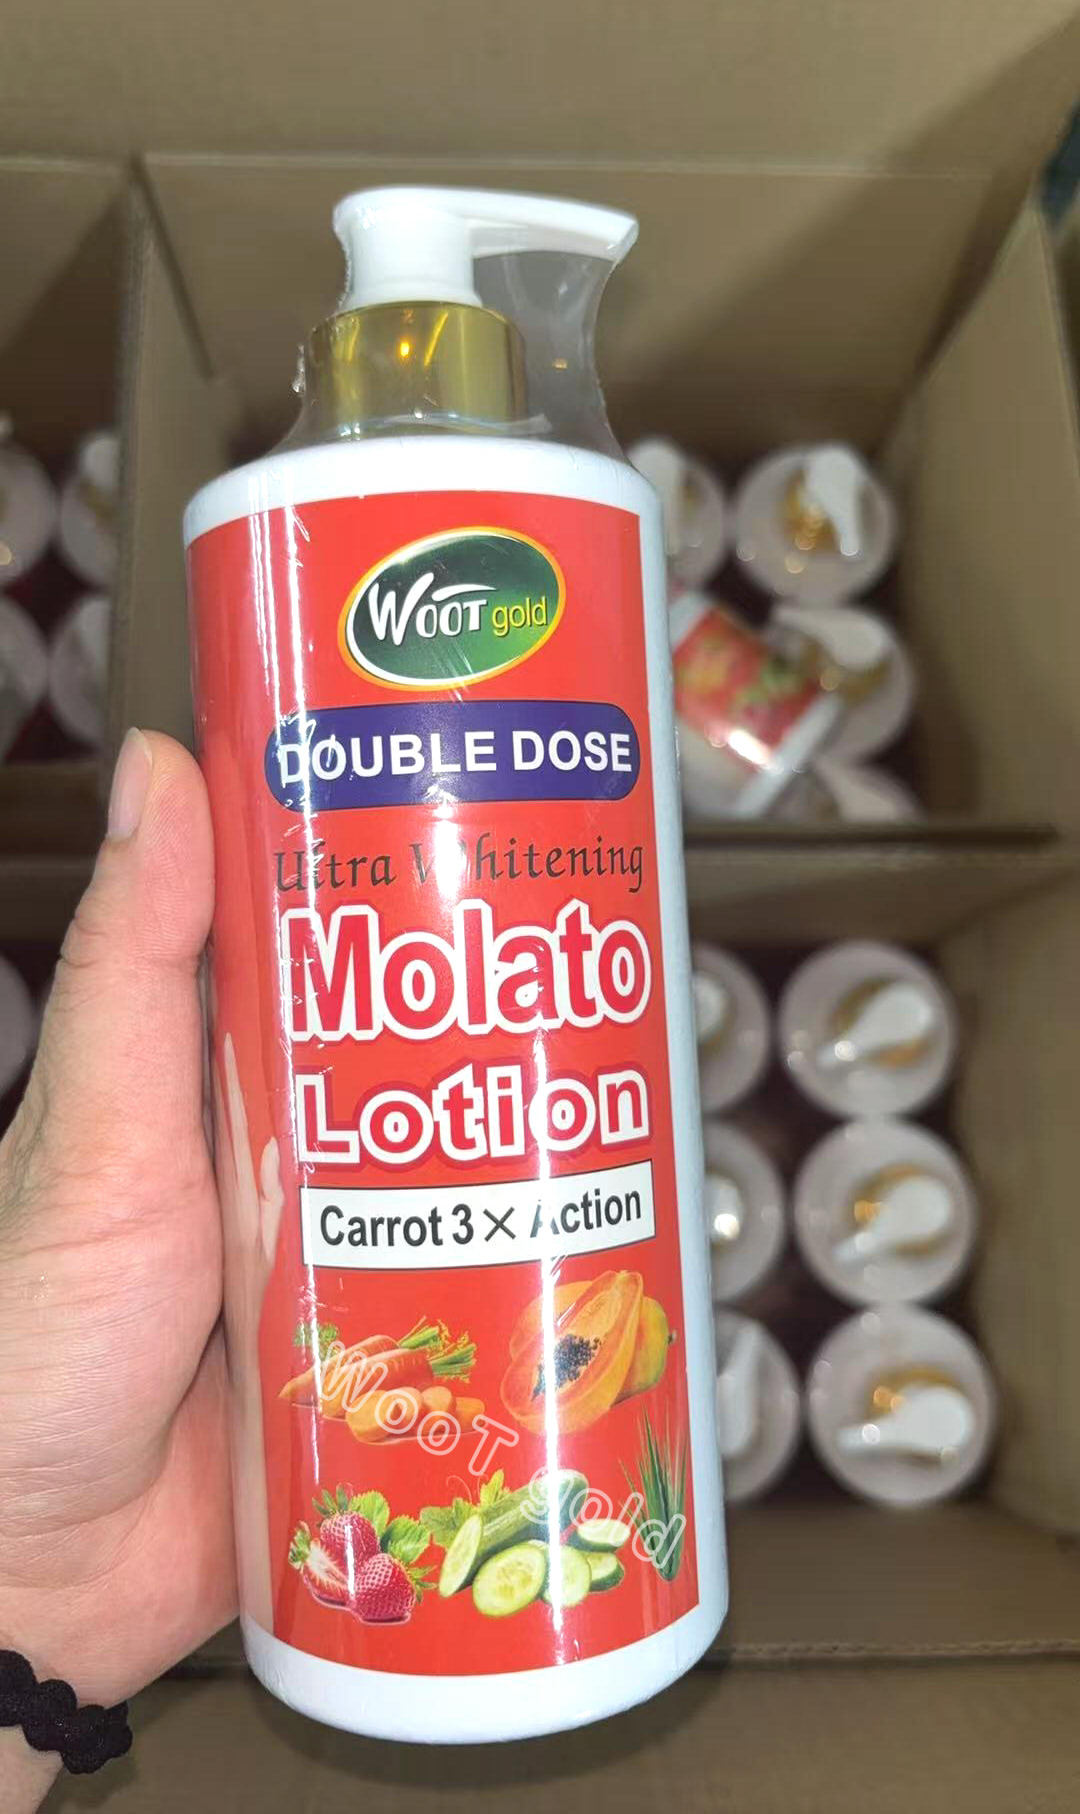 WOOT gold
DOUBLE DOSE
Ultra Whitening
Molato
Lotion
Carrot 3 × Action
WooT gold